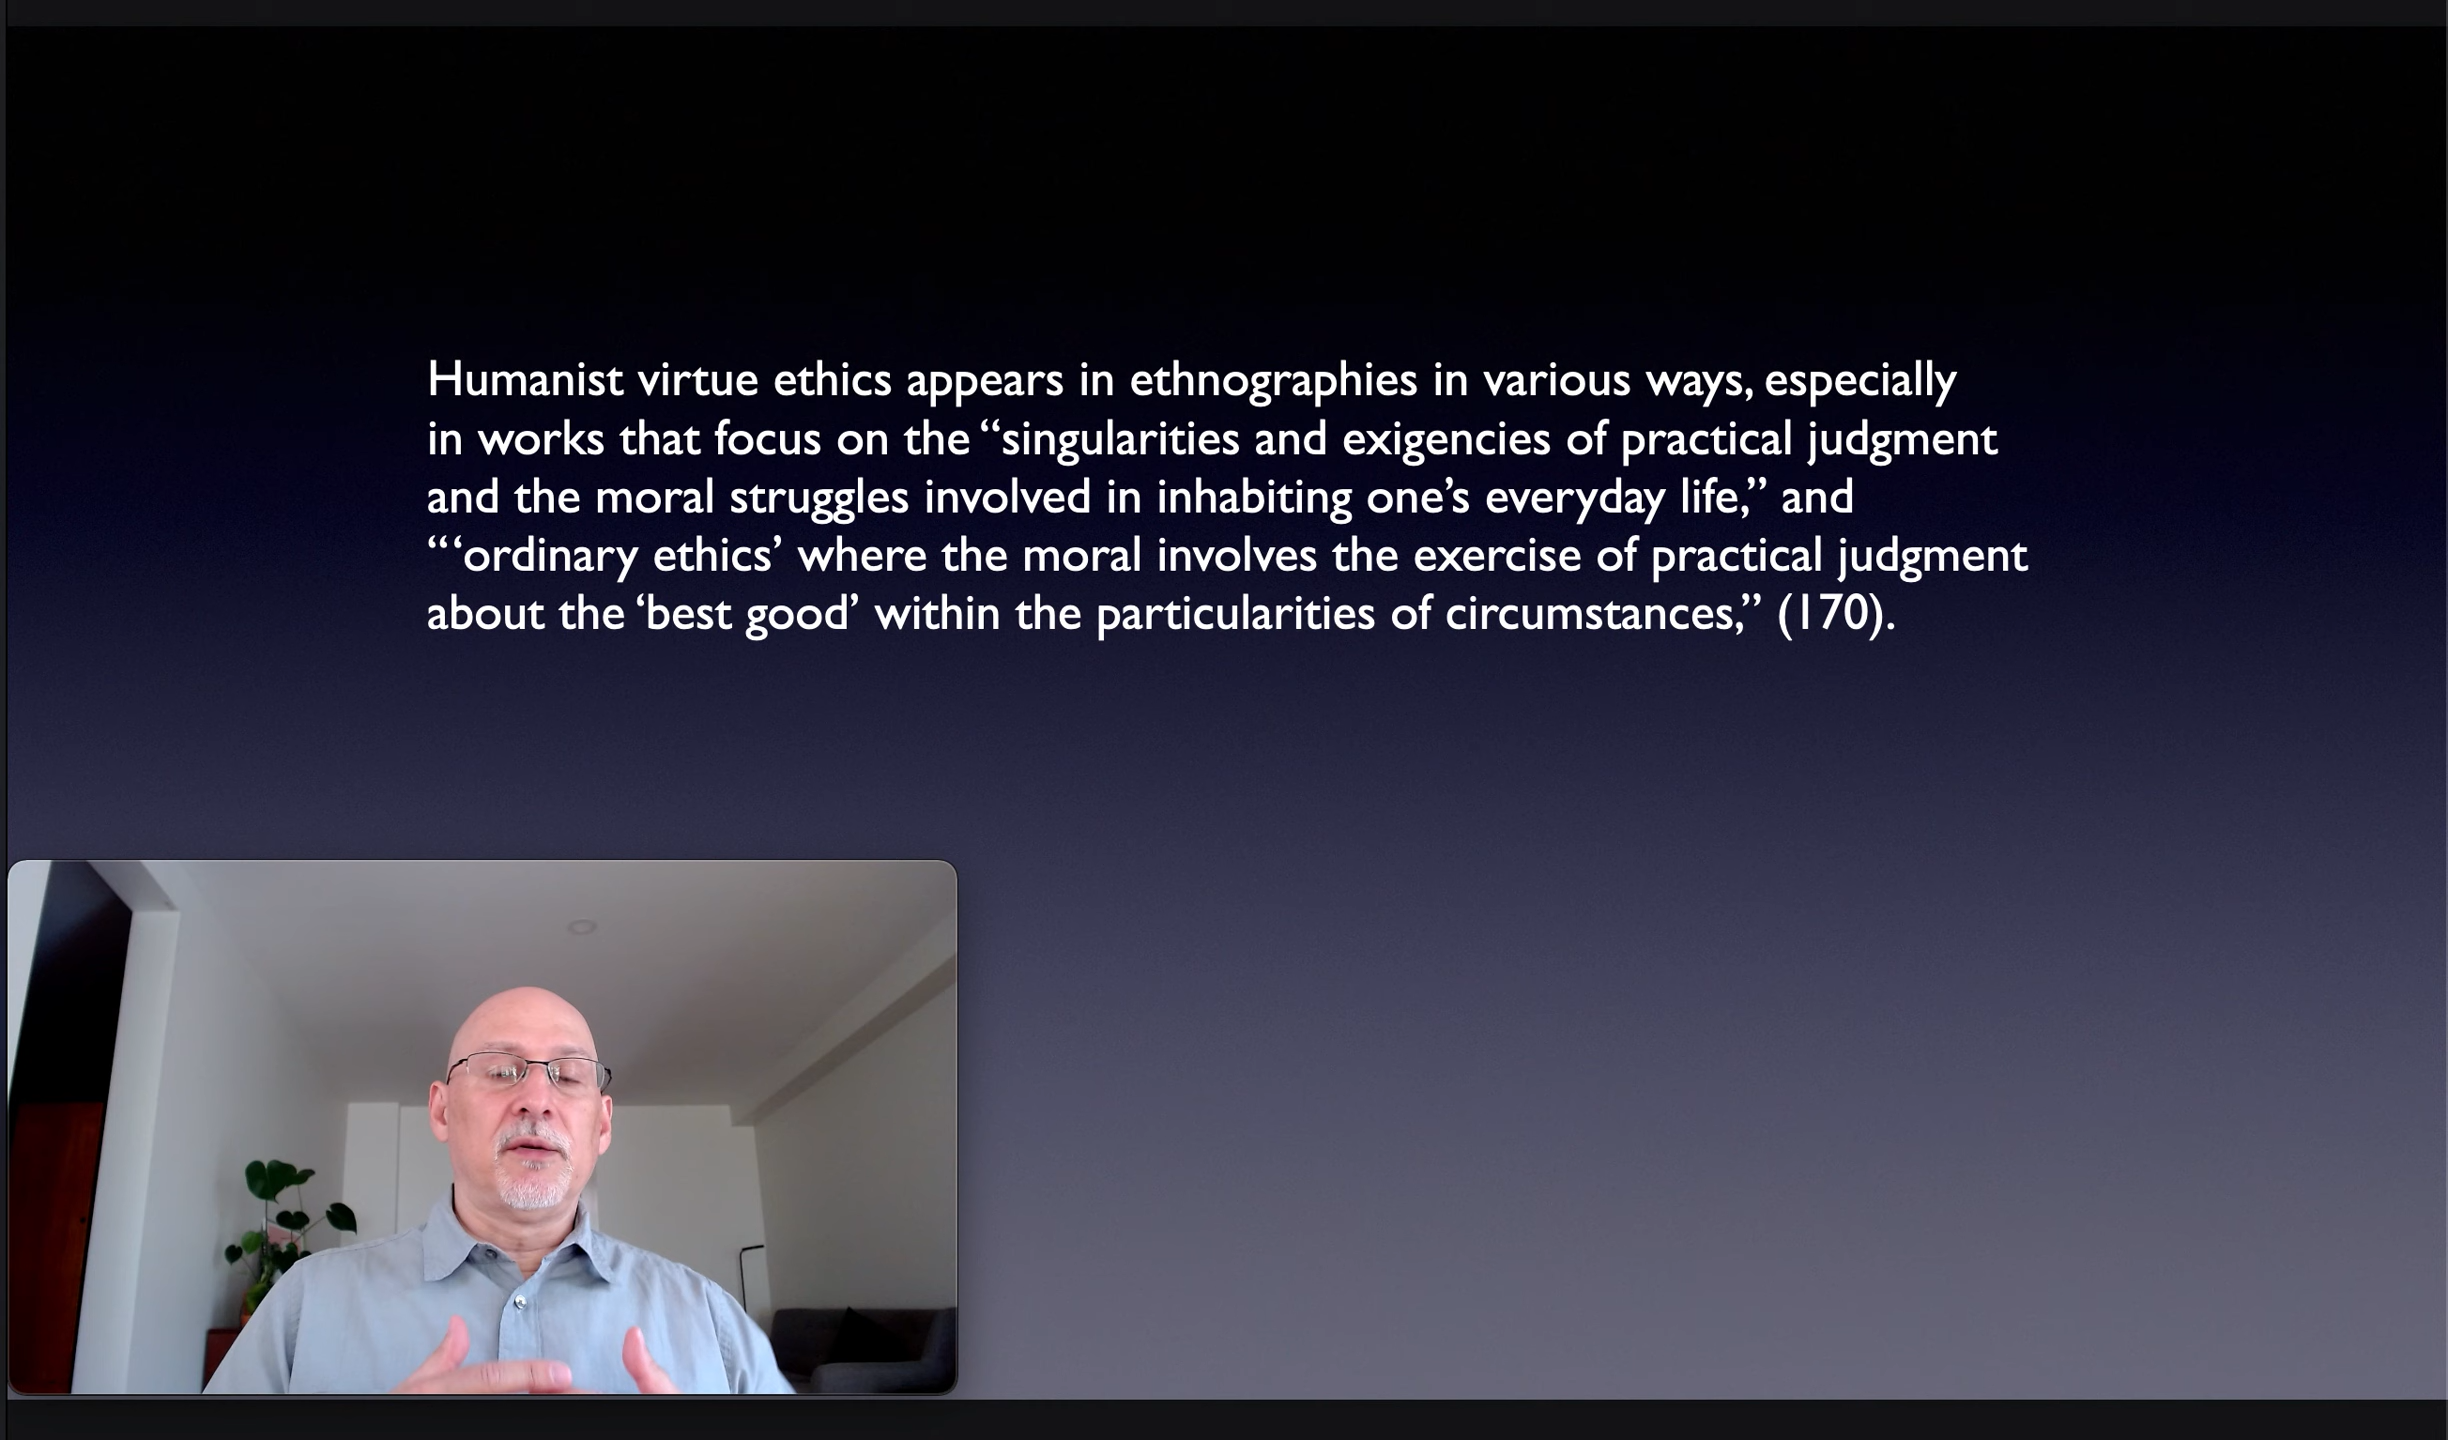 Humanist virtue ethics appears in ethnographies in various ways, especially
in works that focus on the “singularities and exigencies of practical judgment
and the moral struggles involved in inhabiting one’s everyday life,” and
“‘ordinary ethics’ where the moral involves the exercise of practical judgment
about the ‘best good’ within the particularities of circumstances,” (170).